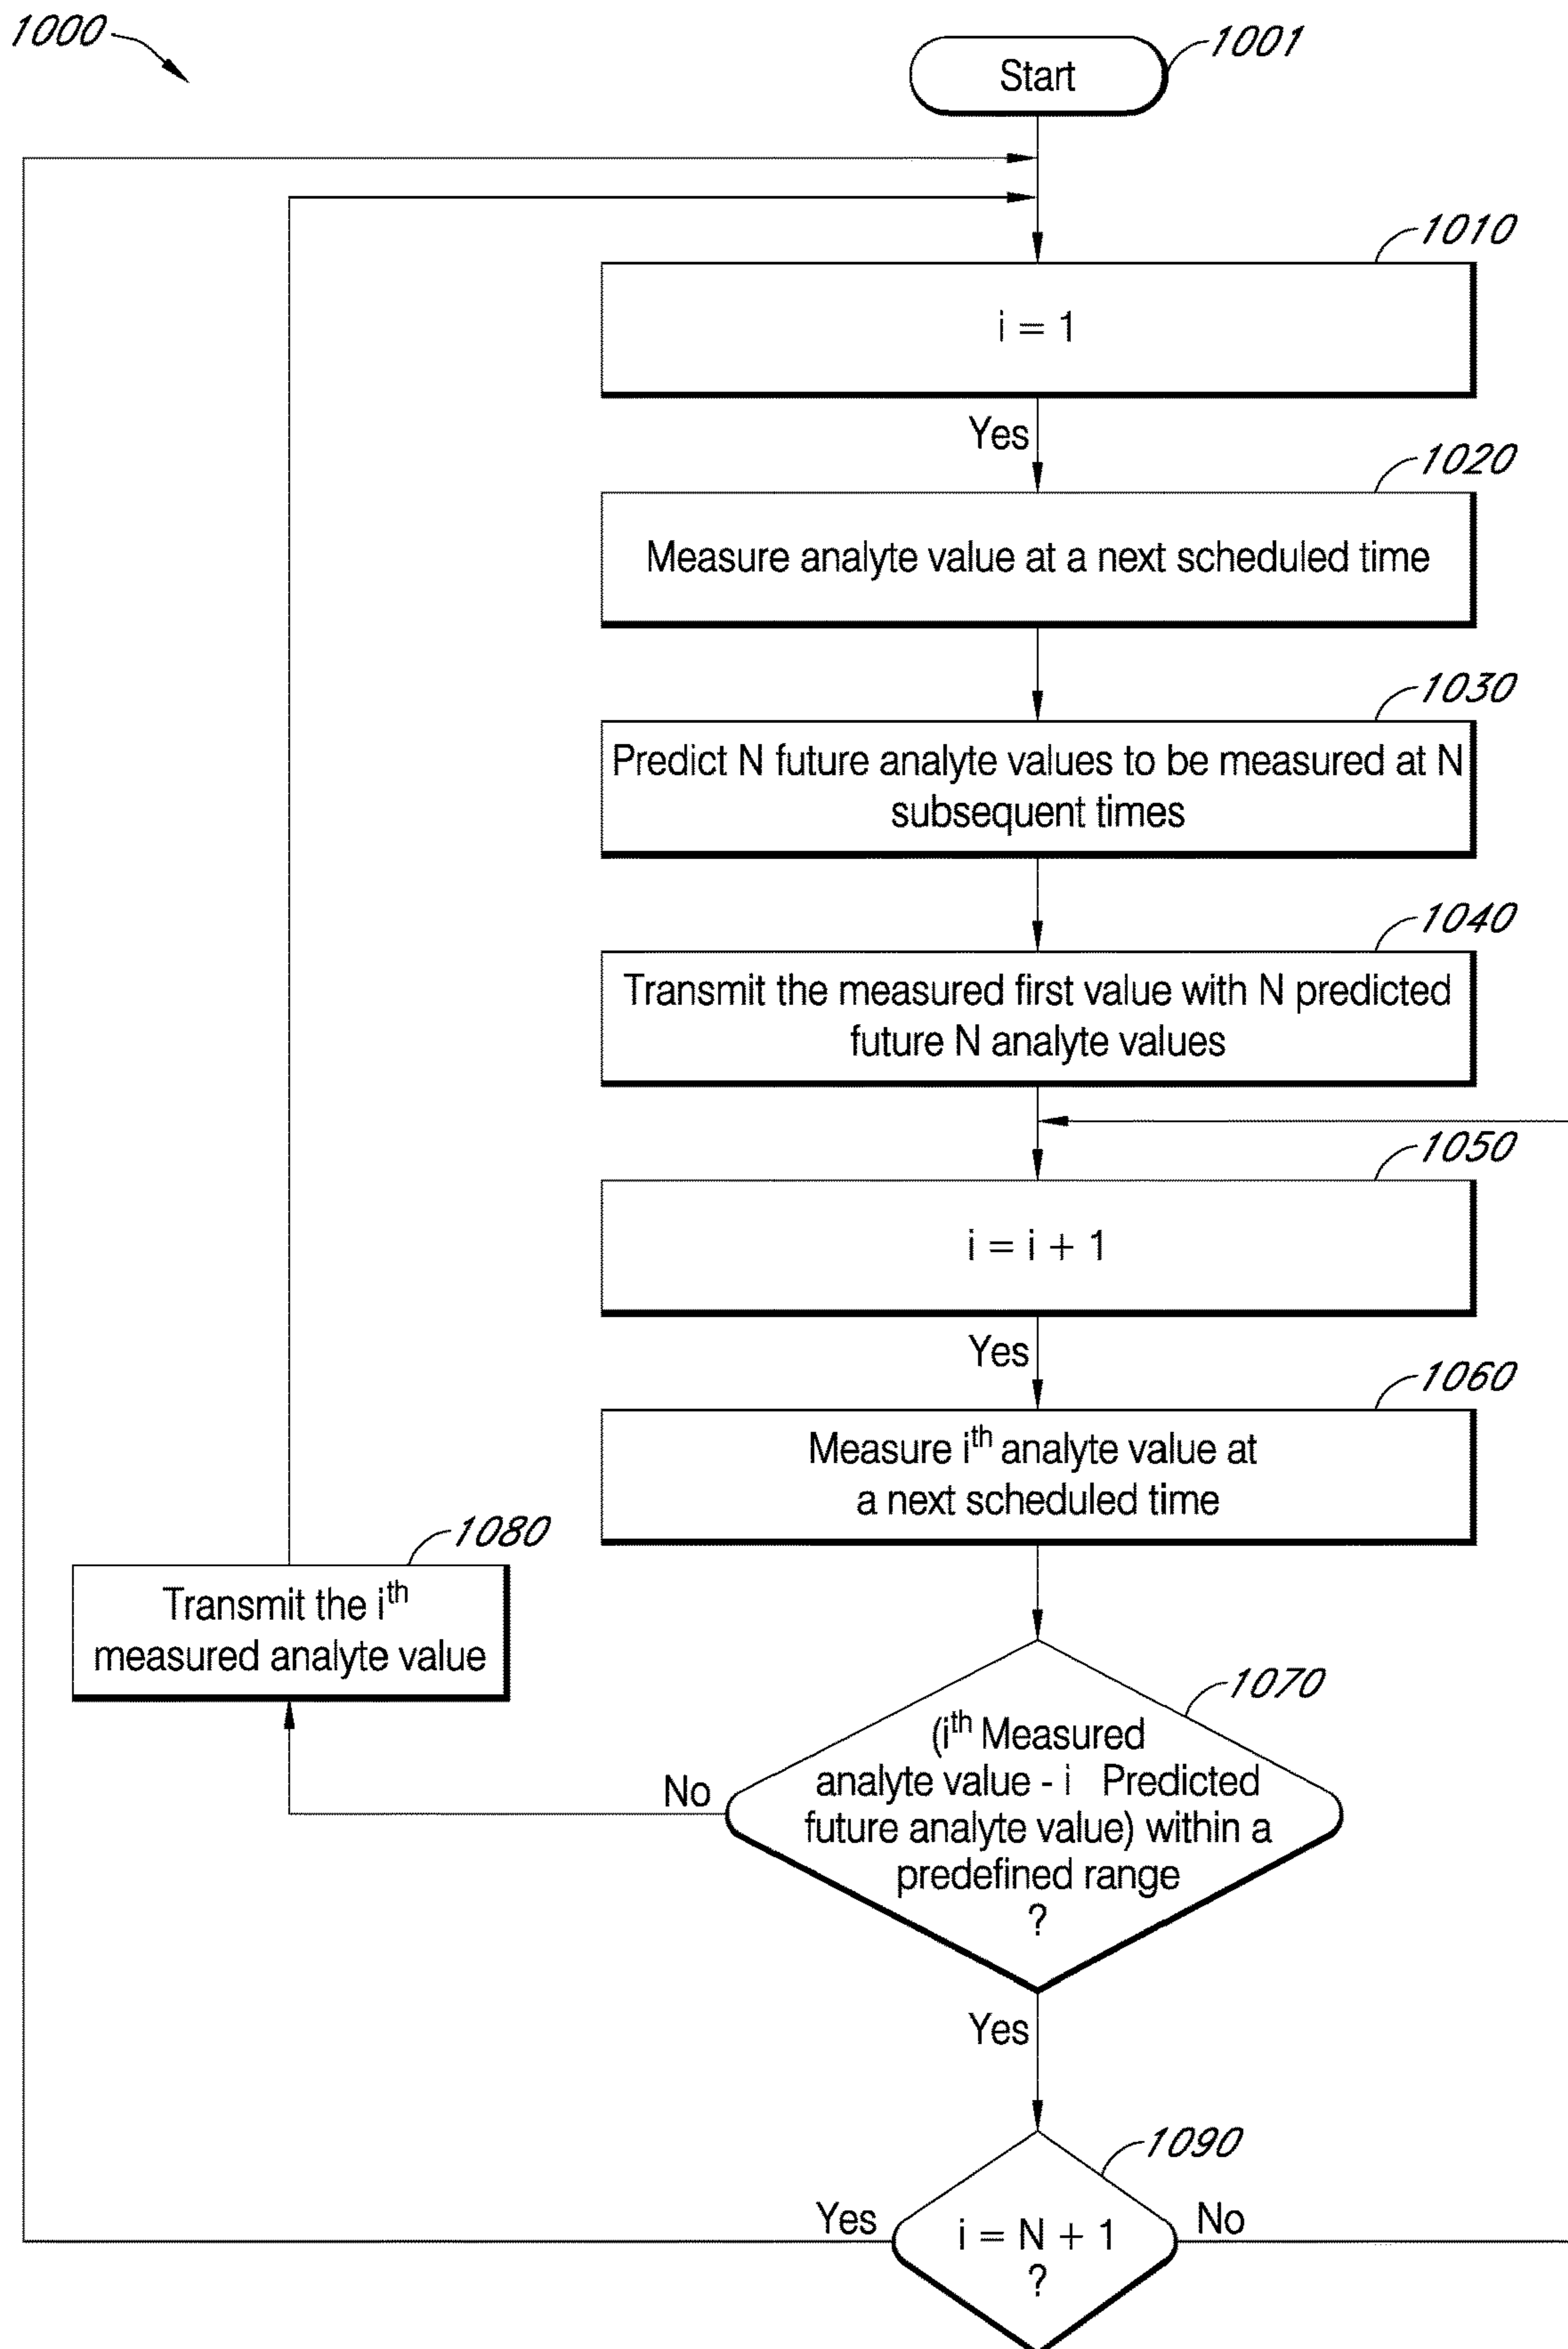 1000
Start
1001
1010
i = 1
Yes
1020
Measure analyte value at a next scheduled time
1030
Predict N future analyte values to be measured at N
subsequent times
1040
Transmit the measured first value with N predicted
future N analyte values
1050
i = i + 1
Yes
1060
Measure ith analyte value at
a next scheduled time
1080
Transmit the ith
measured analyte value
1070
(ith Measured
analyte value - i Predicted
future analyte value) within a
predefined range
?
No
Yes
1090
i = N + 1
?
Yes
No